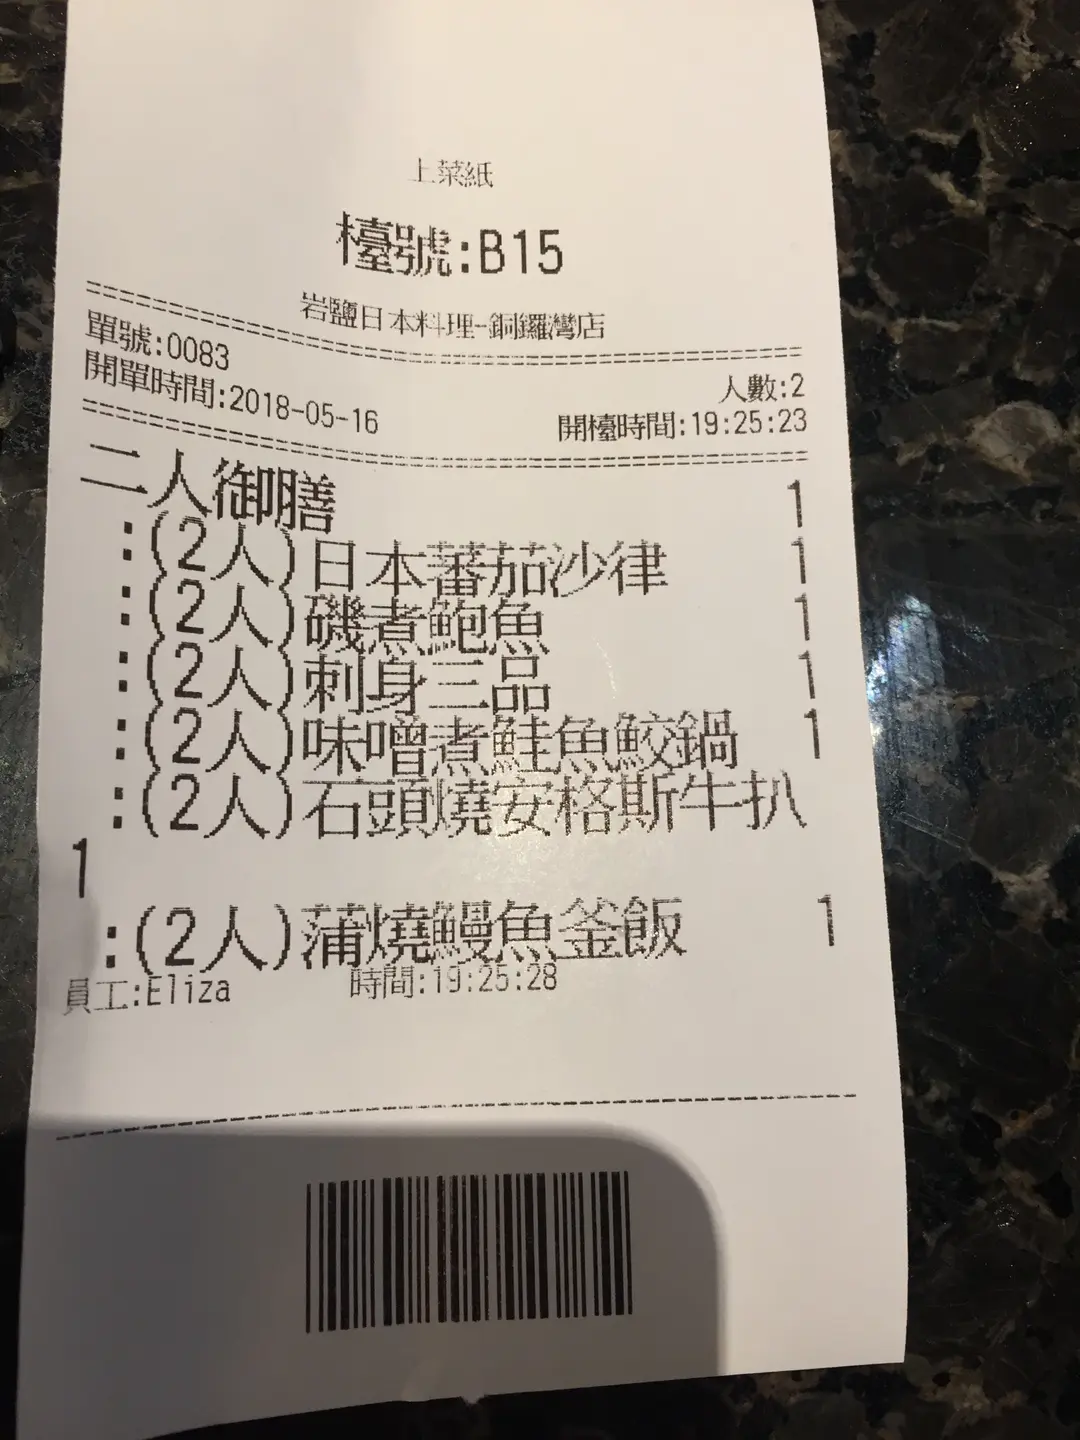 上菜紙
檯號:B15
岩鹽日本料理-銅鑼灣店
單號:0083
人數:2
開單時間:2018-05-16
開檯時間:19:25:23
二人御膳 1
:(2人)日本蕃茄沙律 1
:(2人)磯煮鮑魚 1
:(2人)刺身三品 1
:(2人)味噌煮鮭魚鮫鍋 1
:(2人)石頭燒安格斯牛扒
1
:(2人)蒲燒鰻魚釜飯 1
員工:Eliza 時間:19:25:28